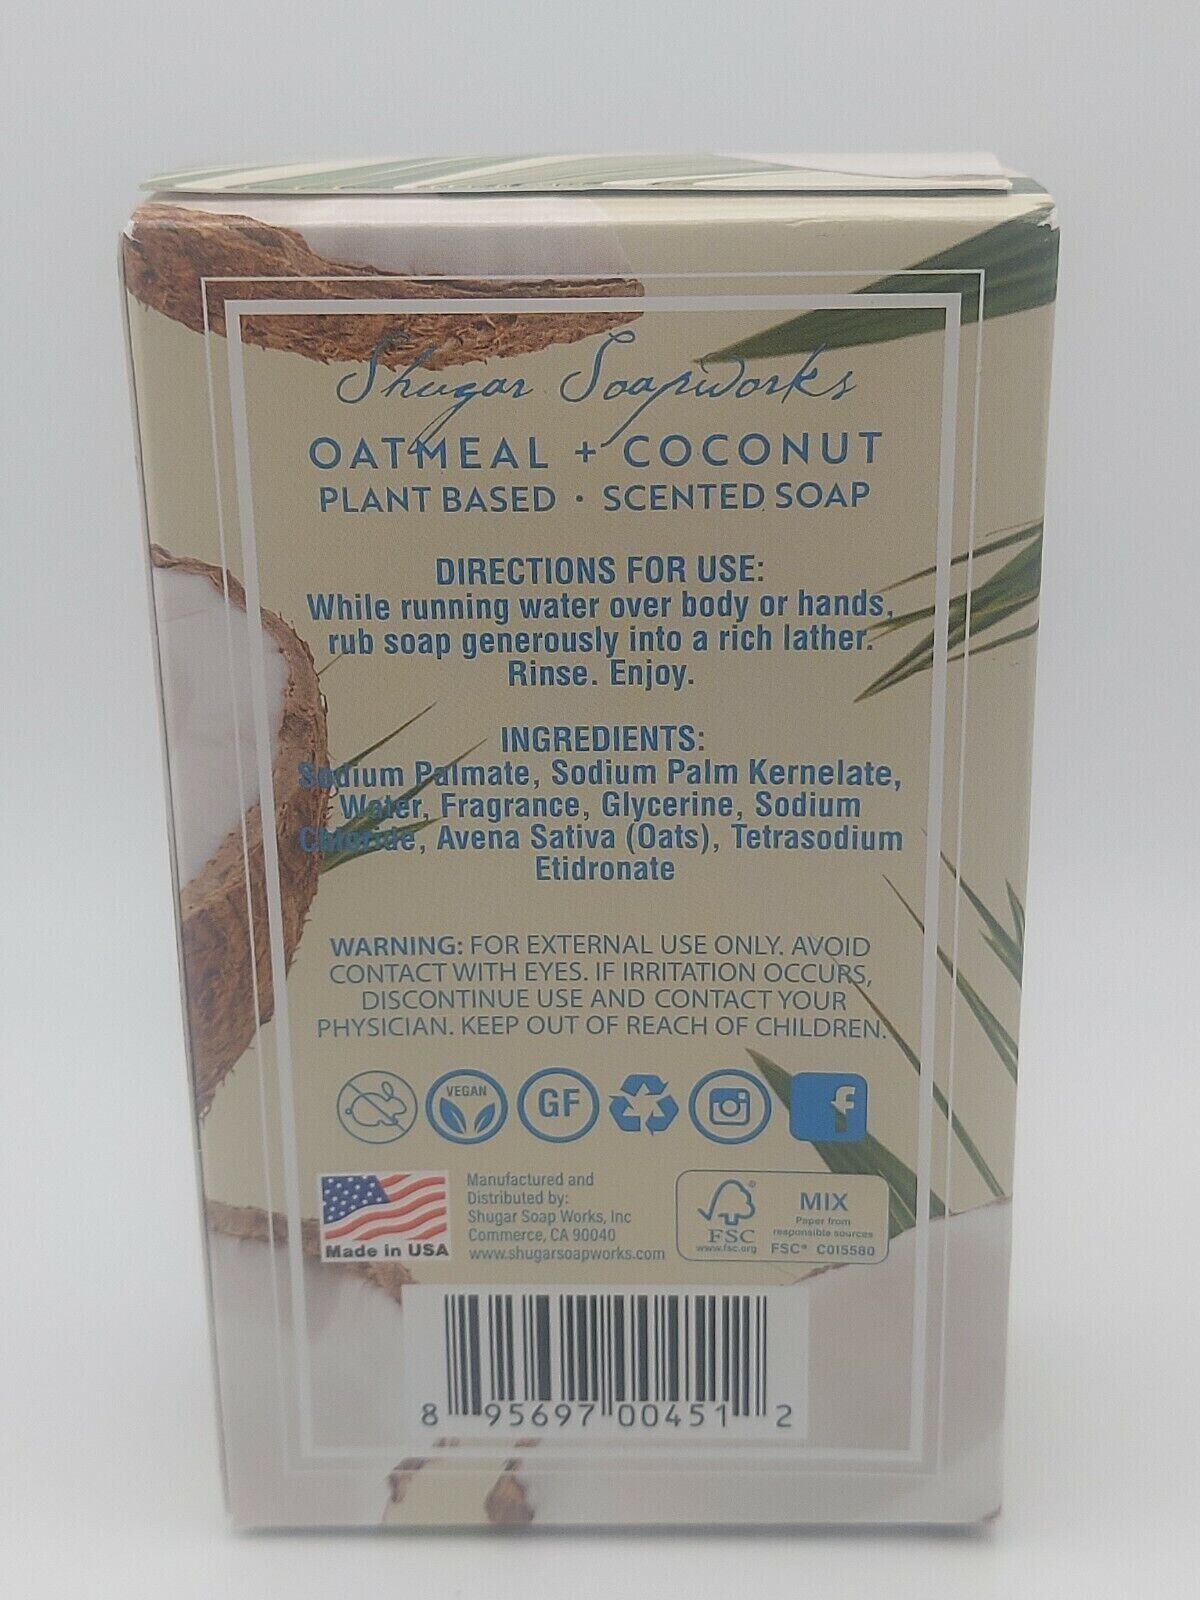 Shugar Soapworks
OATMEAL + COCONUT
PLANT BASED • SCENTED SOAP
DIRECTIONS FOR USE:
While running water over body or hands,
rub soap generously into a rich lather.
Rinse. Enjoy.
INGREDIENTS:
Sodium Palmate, Sodium Palm Kernelate,
Water, Fragrance, Glycerine, Sodium
Chloride, Avena Sativa (Oats), Tetrasodium
Etidronate
WARNING: FOR EXTERNAL USE ONLY. AVOID
CONTACT WITH EYES. IF IRRITATION OCCURS,
DISCONTINUE USE AND CONTACT YOUR
PHYSICIAN. KEEP OUT OF REACH OF CHILDREN.
VEGAN
GF
f
Made in USA
Manufactured and
Distributed by:
Shugar Soap Works, Inc
Commerce, CA 90040
www.shugarsoapworks.com
FSC
www.fsc.org
MIX
Paper from
responsible sources
FSC® C015580
8 95697 00451 2